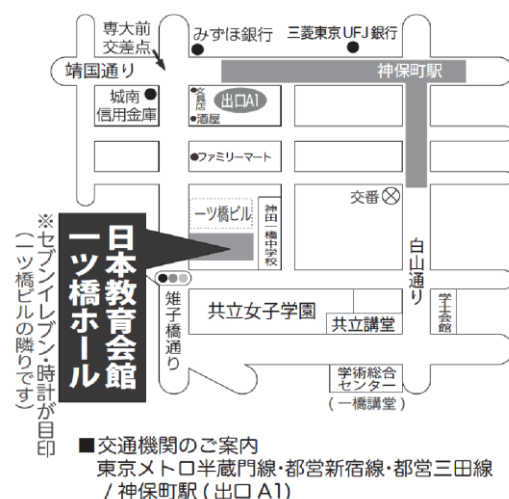 専大前
交差点
みずほ銀行
三菱東京UFJ銀行
靖国通り
神保町駅
城南
信用金庫
文具店
出口A1
酒屋
ファミリーマート
交番
一ツ橋ビル
神田一橋中学校
白山通り
日本教育会館
一ツ橋ホール
※セブンイレブン・時計が目印
(一ツ橋ビルの隣りです)
雉子橋通り
共立女子学園
共立講堂
学士会館
学術総合
センター
(一橋講堂)
■交通機関のご案内
東京メトロ半蔵門線・都営新宿線・都営三田線
/ 神保町駅 ( 出口 A1)